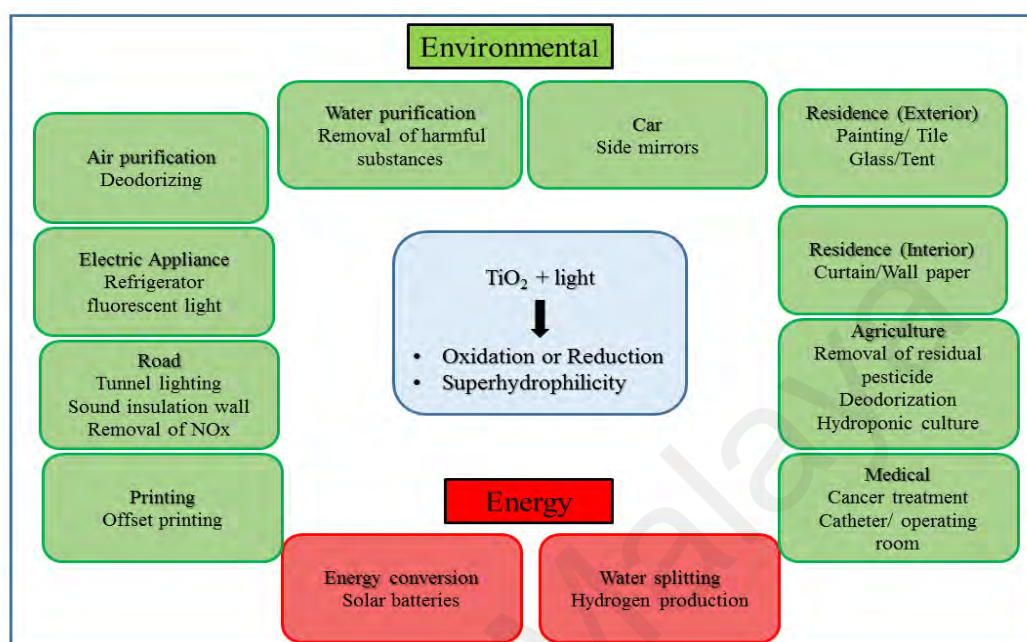 Environmental
Water purification
Removal of harmful
substances
Car
Side mirrors
Residence (Exterior)
Painting/ Tile
Glass/Tent
Air purification
Deodorizing
Electric Appliance
Refrigerator
fluorescent light
Residence (Interior)
Curtain/Wall paper
TiO₂ + light
• Oxidation or Reduction
• Superhydrophilicity
Road
Tunnel lighting
Sound insulation wall
Removal of NOx
Agriculture
Removal of residual
pesticide
Deodorization
Hydroponic culture
Printing
Offset printing
Medical
Cancer treatment
Catheter/ operating
room
Energy
Energy conversion
Solar batteries
Water splitting
Hydrogen production
Malaya